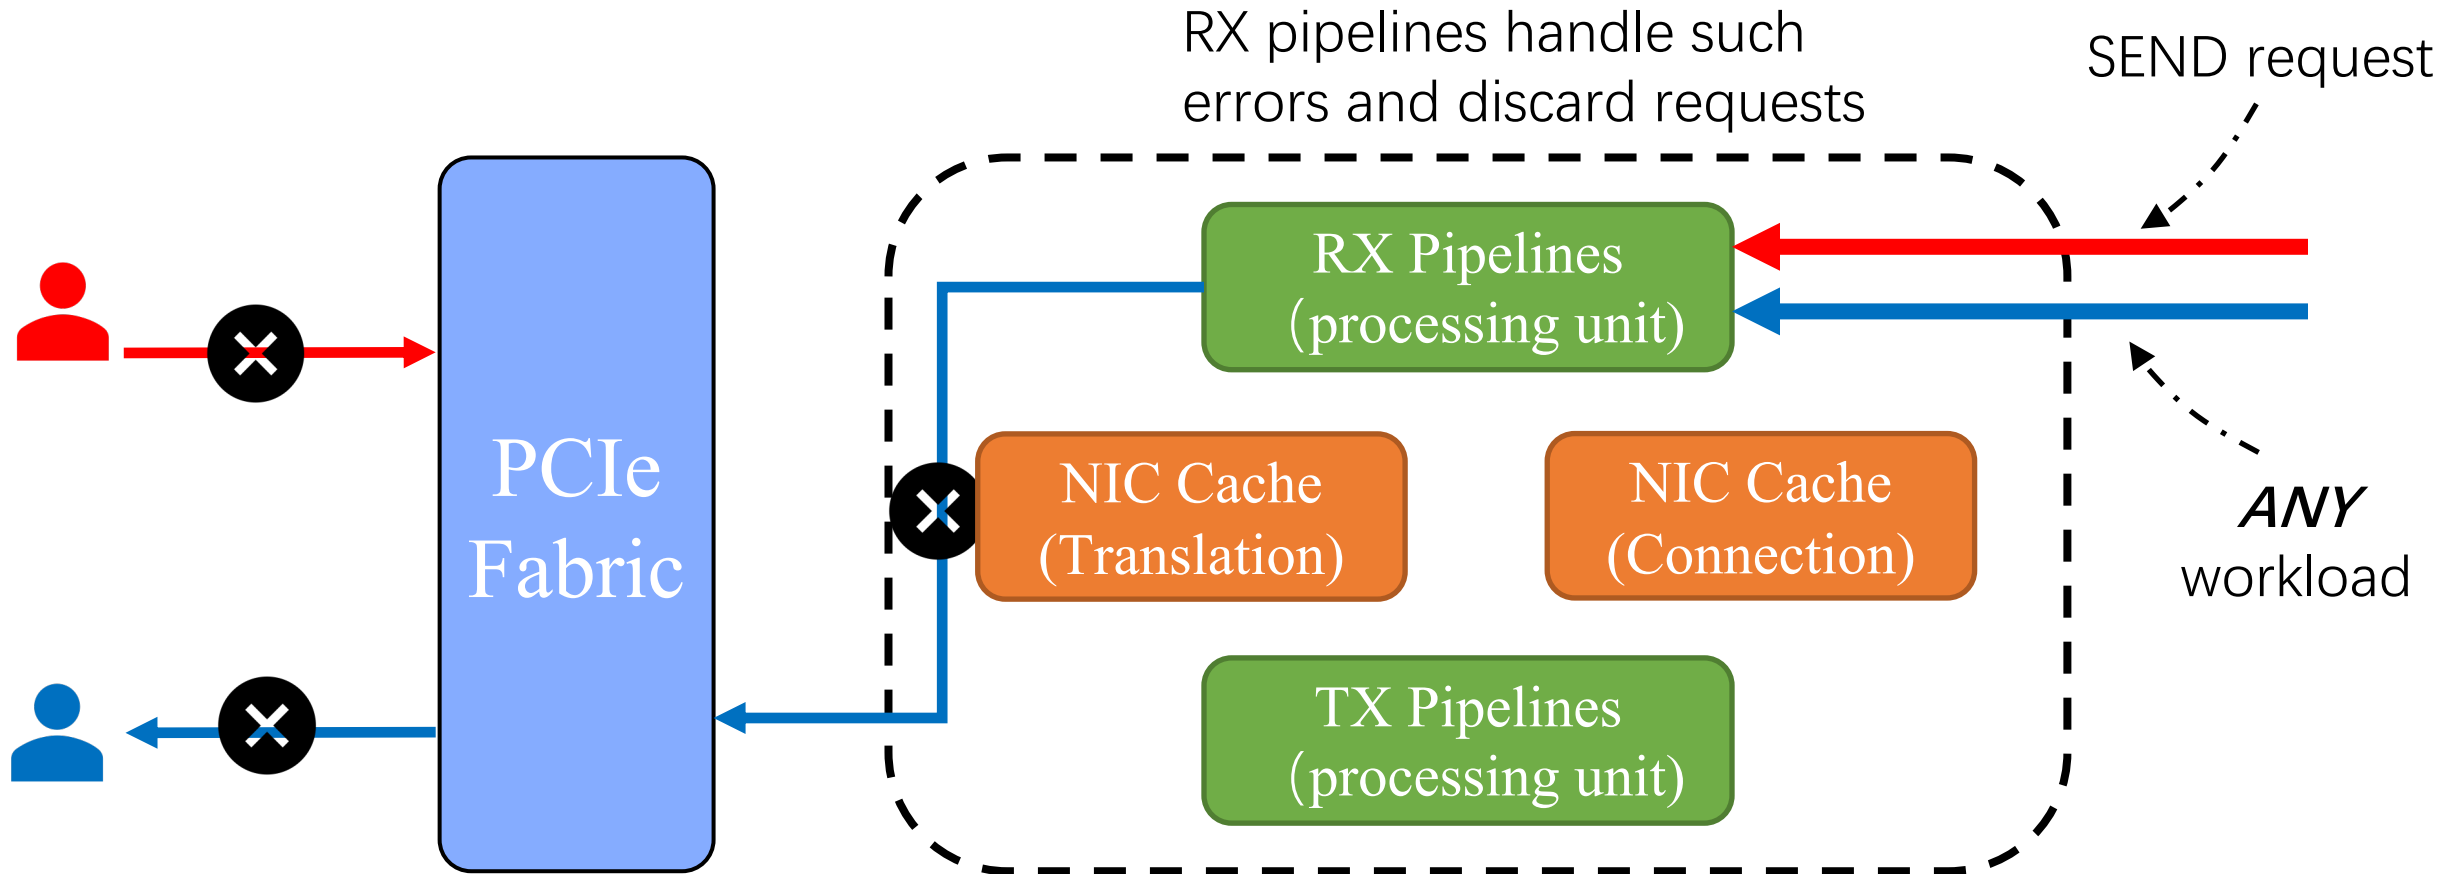 RX pipelines handle such
errors and discard requests
SEND request
RX Pipelines
(processing unit)
PCIe
Fabric
NIC Cache
(Translation)
NIC Cache
(Connection)
ANY
workload
TX Pipelines
(processing unit)